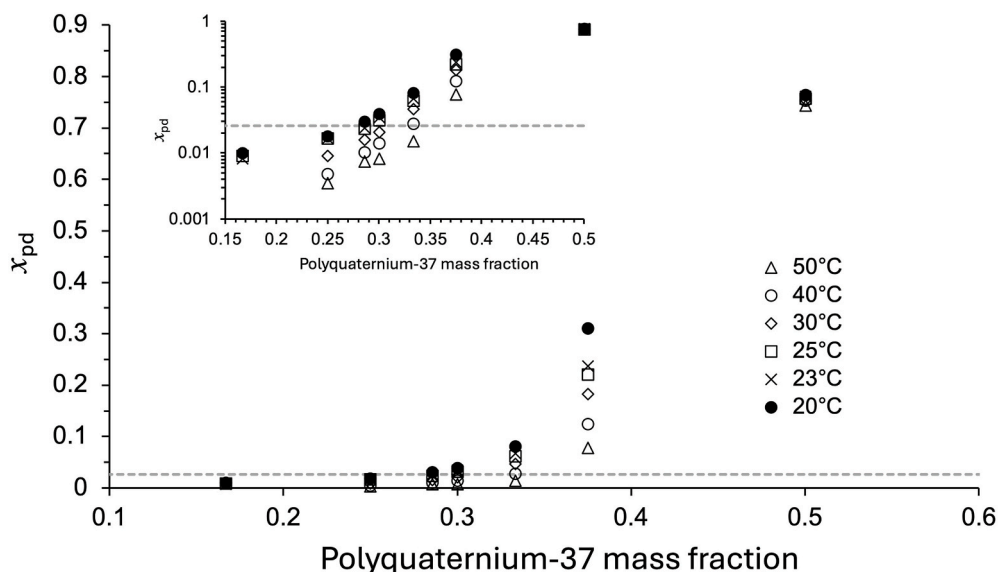 0.9
0.8
0.7
0.6
0.5
0.4
0.3
0.2
0.1
0
x_pd
0.1 0.2 0.3 0.4 0.5 0.6
Polyquaternium-37 mass fraction
1
0.1
0.01
0.001
x_pd
0.15 0.2 0.25 0.3 0.35 0.4 0.45 0.5
Polyquaternium-37 mass fraction
50°C
40°C
30°C
25°C
23°C
20°C